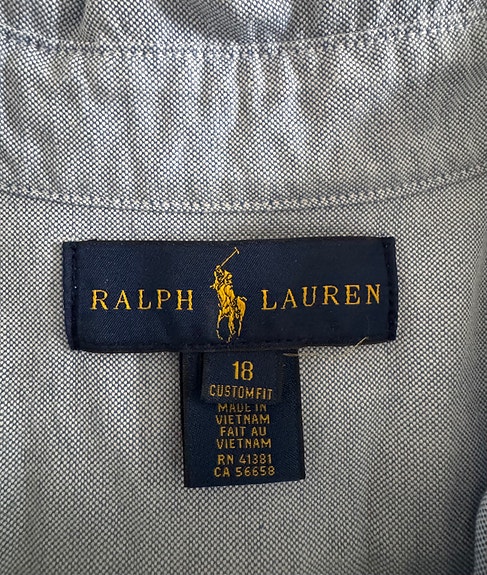 RALPH LAUREN
18
CUSTOMFIT
MADE IN
VIETNAM
FAIT AU
VIETNAM
RN 41381
CA 56658